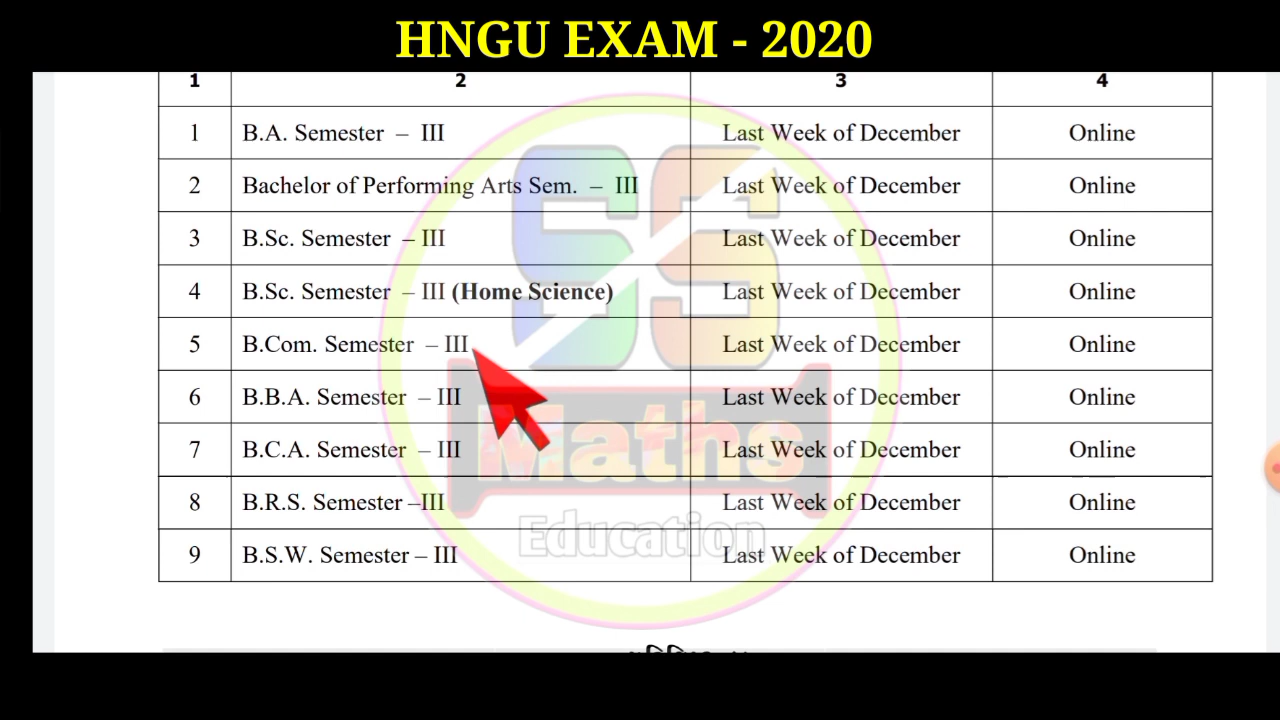 HNGU EXAM - 2020
1 2 3 4
1 B.A. Semester – III Last Week of December Online
2 Bachelor of Performing Arts Sem. – III Last Week of December Online
3 B.Sc. Semester – III Last Week of December Online
4 B.Sc. Semester – III (Home Science) Last Week of December Online
5 B.Com. Semester – III Last Week of December Online
6 B.B.A. Semester – III Last Week of December Online
7 B.C.A. Semester – III Last Week of December Online
8 B.R.S. Semester –III Last Week of December Online
9 B.S.W. Semester – III Last Week of December Online
SS
Maths
Education